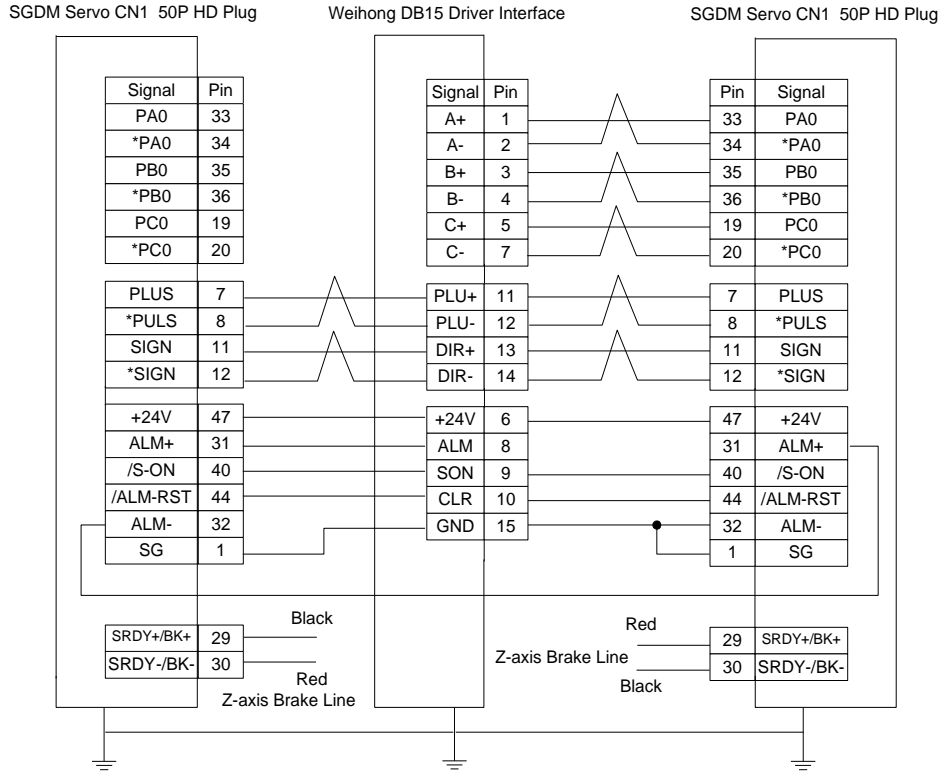 SGDM Servo CN1 50P HD Plug
Weihong DB15 Driver Interface
SGDM Servo CN1 50P HD Plug
Signal Pin
PA0 33
*PA0 34
PB0 35
*PB0 36
PC0 19
*PC0 20
PLUS 7
*PULS 8
SIGN 11
*SIGN 12
+24V 47
ALM+ 31
/S-ON 40
/ALM-RST 44
ALM- 32
SG 1
SRDY+/BK+ 29
SRDY-/BK- 30
Black
Red
Z-axis Brake Line
Signal Pin
A+ 1
A- 2
B+ 3
B- 4
C+ 5
C- 7
PLU+ 11
PLU- 12
DIR+ 13
DIR- 14
+24V 6
ALM 8
SON 9
CLR 10
GND 15
Pin Signal
33 PA0
34 *PA0
35 PB0
36 *PB0
19 PC0
20 *PC0
7 PLUS
8 *PULS
11 SIGN
12 *SIGN
47 +24V
31 ALM+
40 /S-ON
44 /ALM-RST
32 ALM-
1 SG
Red
Z-axis Brake Line
Black
29 SRDY+/BK+
30 SRDY-/BK-